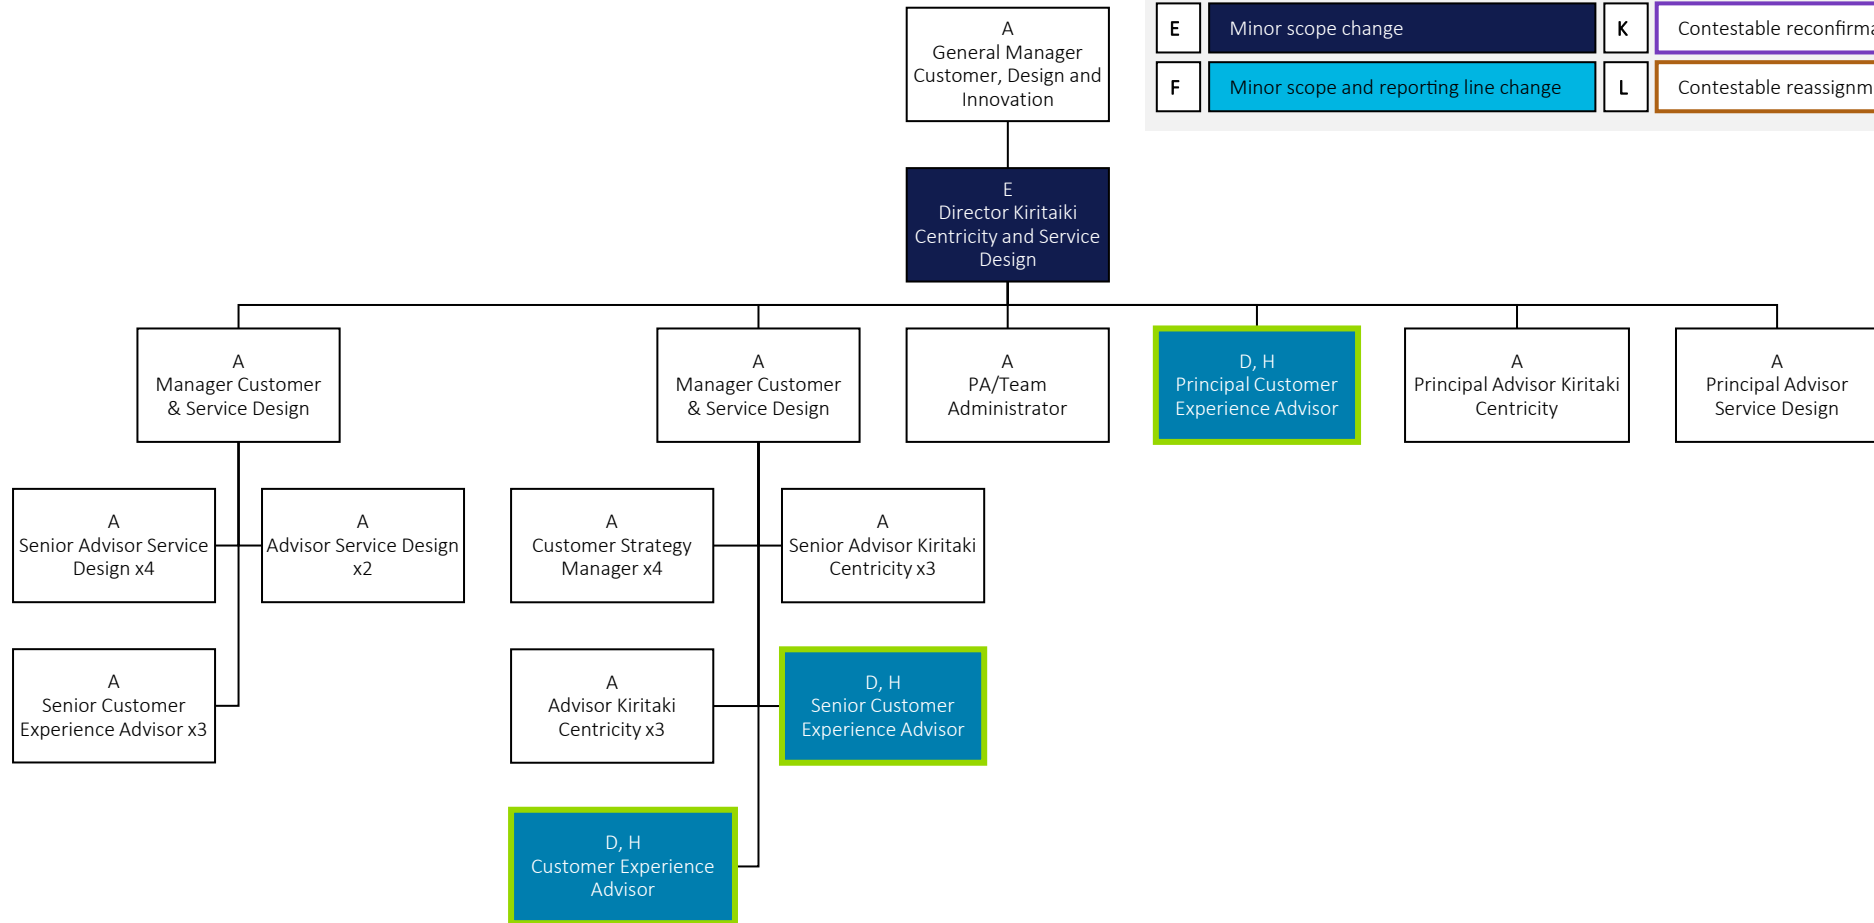 A
General Manager
Customer, Design and
Innovation
E
Minor scope change
K
Contestable
F
Minor scope and reporting line change
L
Contestable
E
Director Kiritaiki
Centricity and Service
Design
A
Manager Customer
& Service Design
A
Manager Customer
& Service Design
A
PA/Team
Administrator
D, H
Principal Customer
Experience Advisor
A
Principal Advisor Kiritaki
Centricity
A
Principal Advisor
Service Design
A
Senior Advisor Service
Design x4
A
Advisor Service Design
x2
A
Customer Strategy
Manager x4
A
Senior Advisor Kiritaki
Centricity x3
A
Senior Customer
Experience Advisor x3
A
Advisor Kiritaki
Centricity x3
D, H
Senior Customer
Experience Advisor
D, H
Customer Experience
Advisor